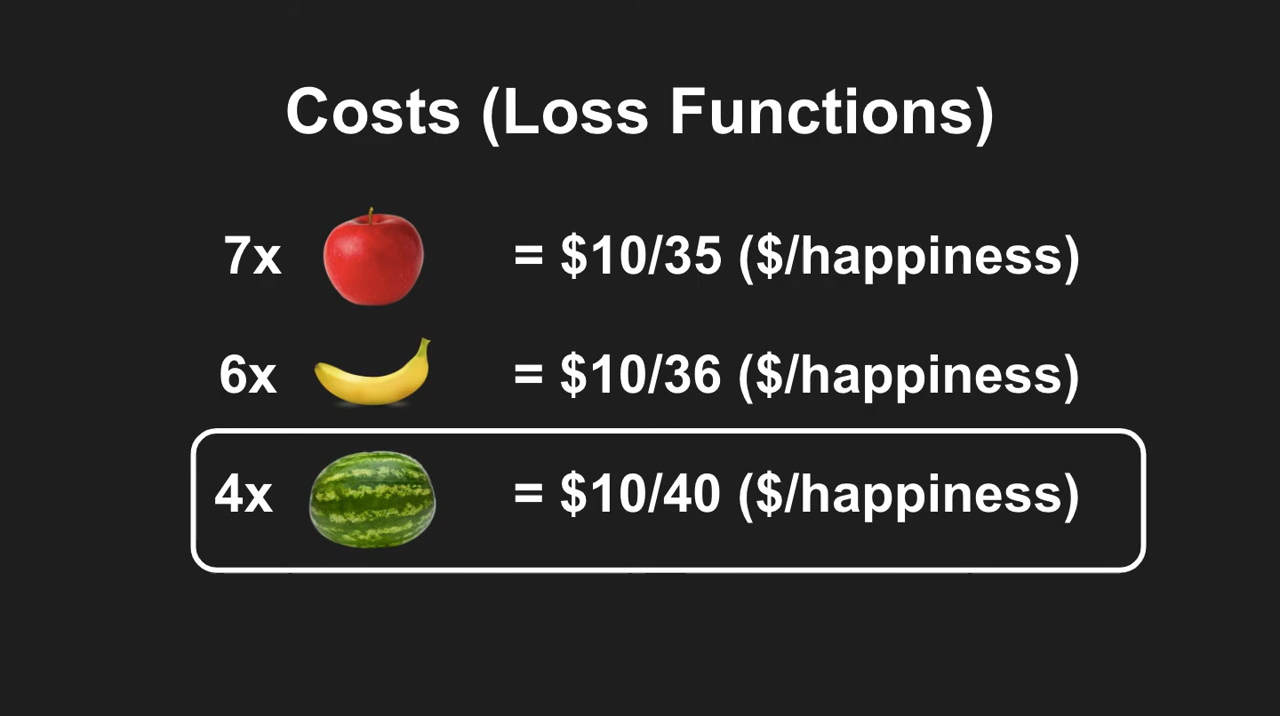 Costs (Loss Functions)
7x = $10/35 ($/happiness)
6x = $10/36 ($/happiness)
4x = $10/40 ($/happiness)